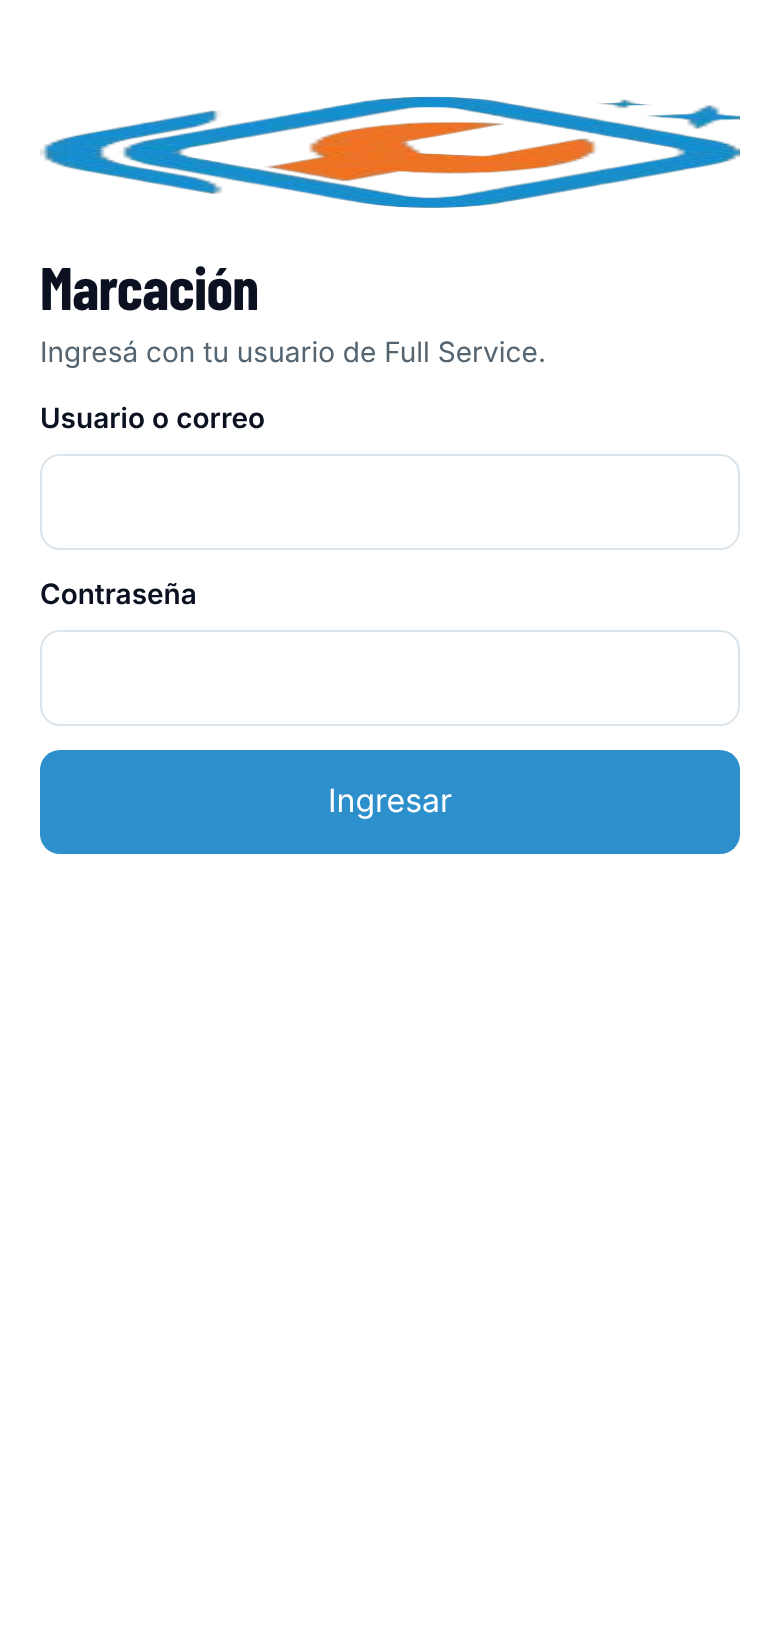 Marcación
Ingresá con tu usuario de Full Service.
Usuario o correo
Contraseña
Ingresar